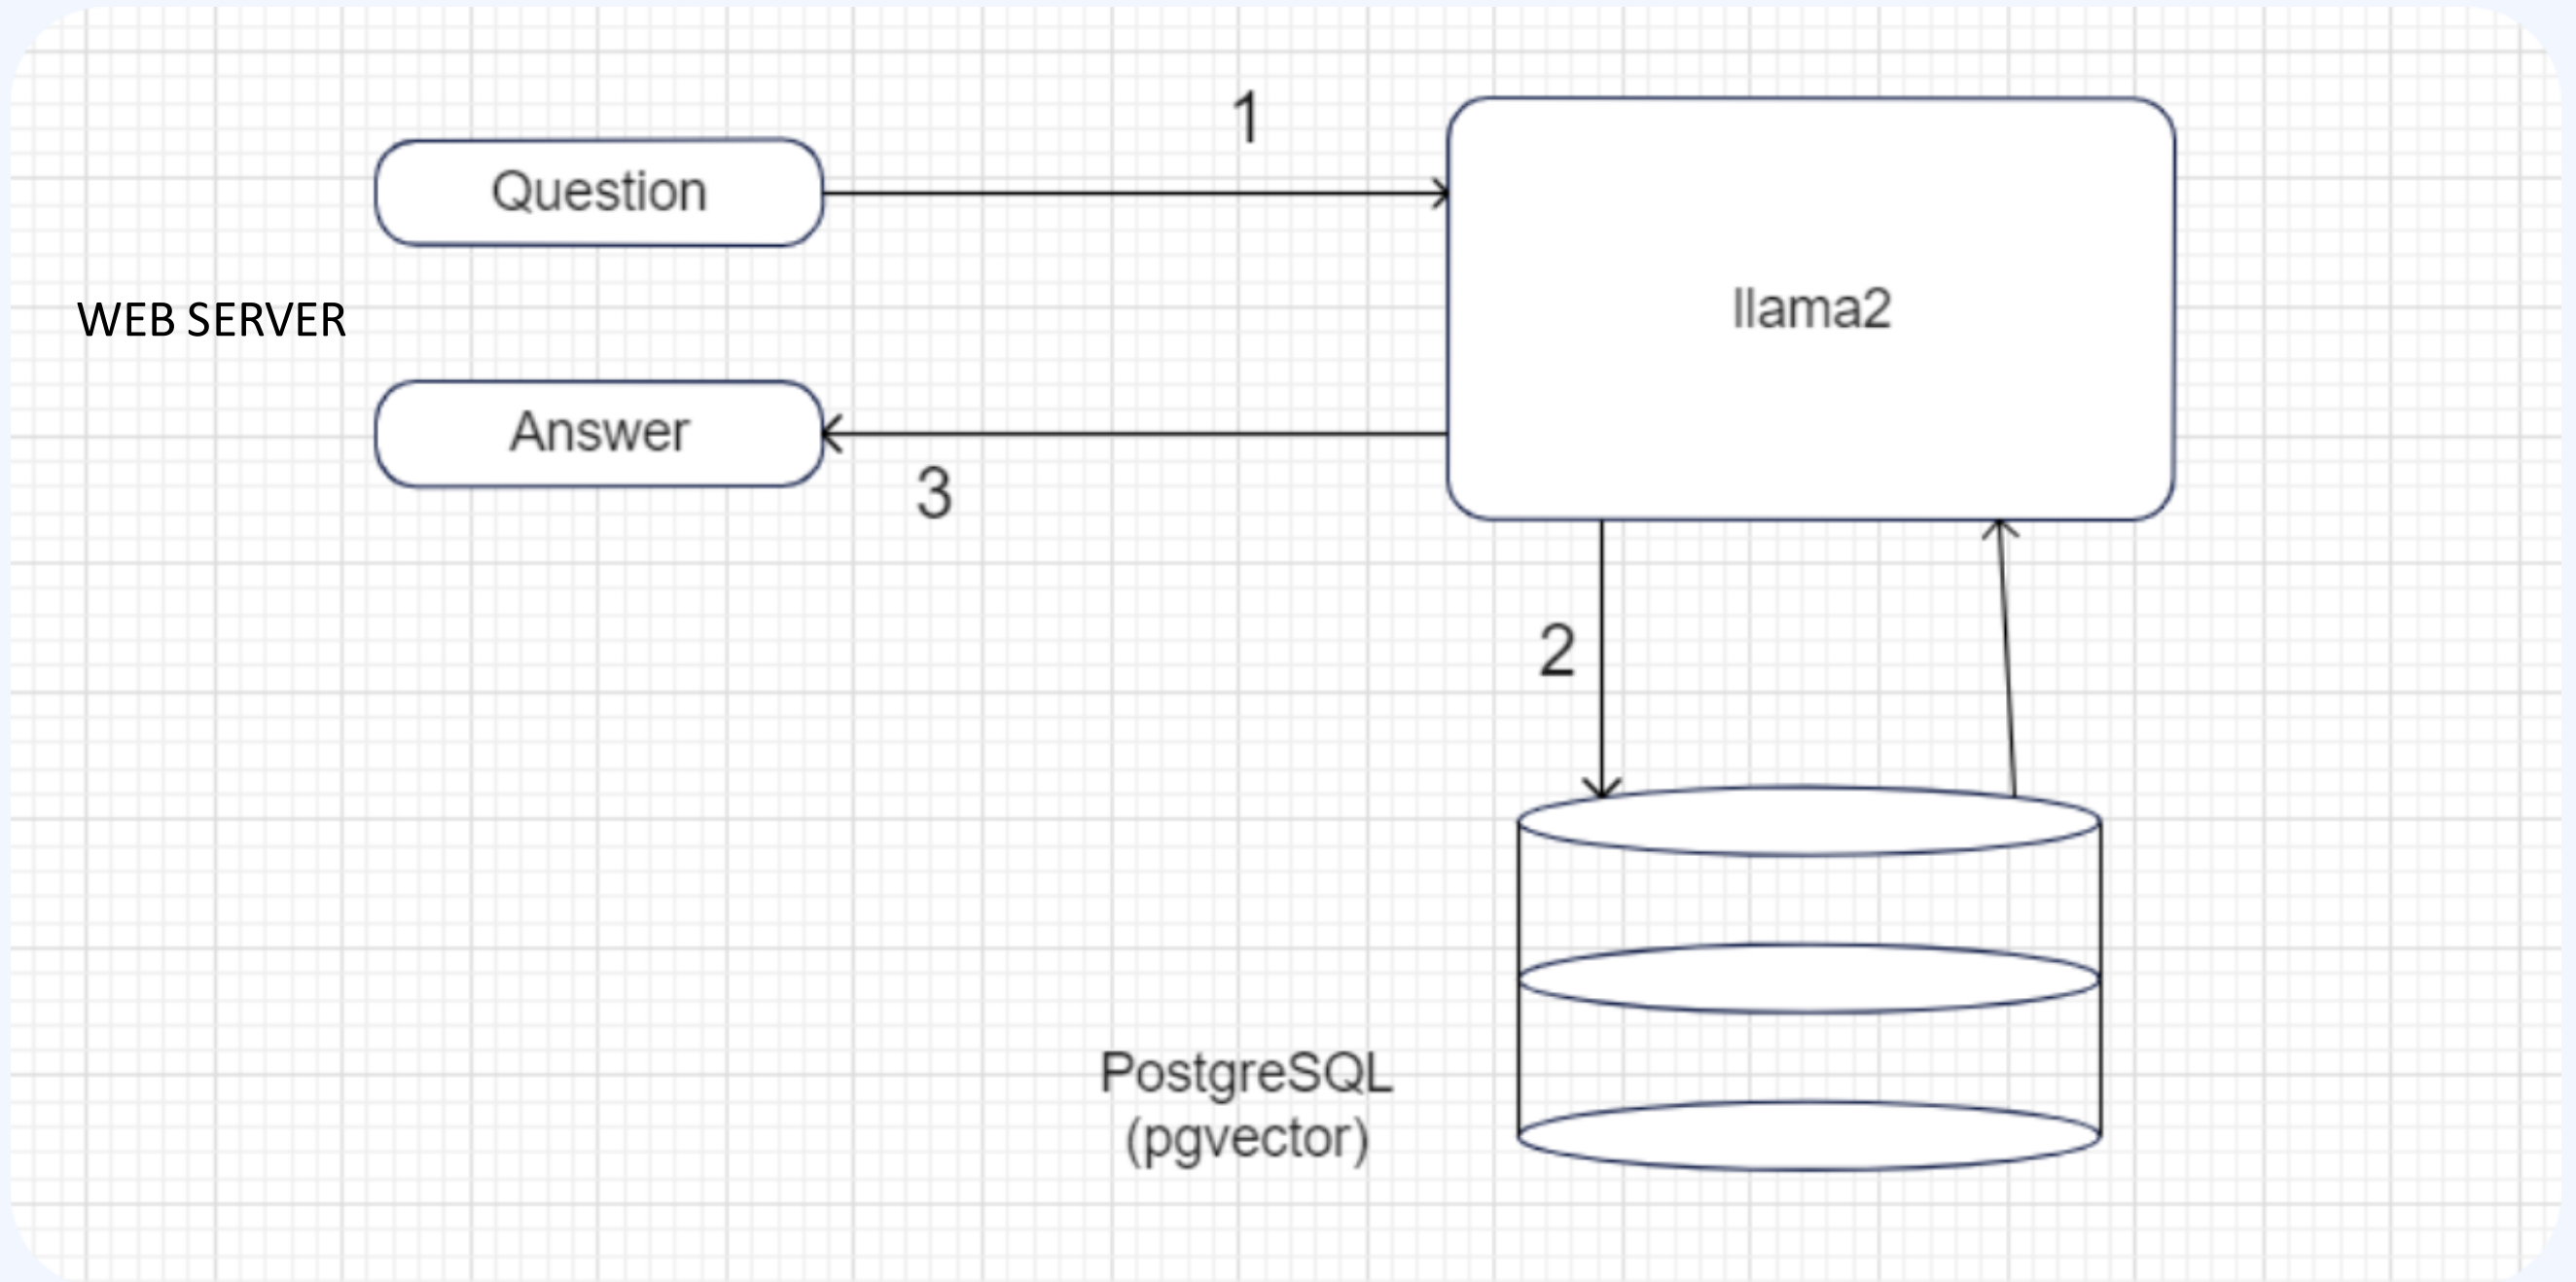 1
Question
llama2
WEB SERVER
Answer
3
2
PostgreSQL
(pgvector)